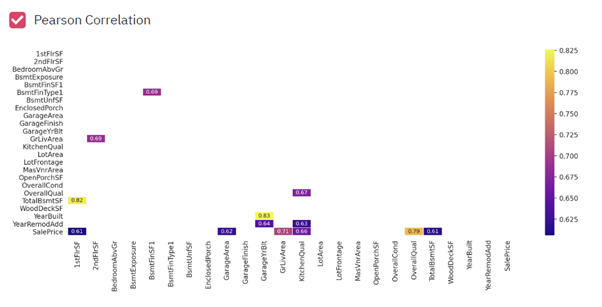 Pearson Correlation
0.825
1stFlrSF
2ndFlrSF
0.800
BedroomAbvGr
BsmtExposure
BsmtFinSF1
0.775
BsmtFinType1 0.69
BsmtUnfSF
EnclosedPorch
0.750
GarageArea
GarageFinish
0.725
GarageYrBlt
GrLivArea 0.69
KitchenQual
0.700
LotArea
LotFrontage
MasVnrArea
0.675
OpenPorchSF
OverallCond
OverallQual 0.67
0.650
TotalBsmtSF 0.82
WoodDeckSF
YearBuilt 0.83
0.625
YearRemodAdd 0.64 0.63
SalePrice 0.61 0.62 0.71 0.66 0.79 0.61
1stFlrSF
2ndFlrSF
BedroomAbvGr
BsmtExposure
BsmtFinSF1
BsmtFinType1
BsmtUnfSF
EnclosedPorch
GarageArea
GarageFinish
GarageYrBlt
GrLivArea
KitchenQual
LotArea
LotFrontage
MasVnrArea
OpenPorchSF
OverallCond
OverallQual
TotalBsmtSF
WoodDeckSF
YearBuilt
YearRemodAdd
SalePrice